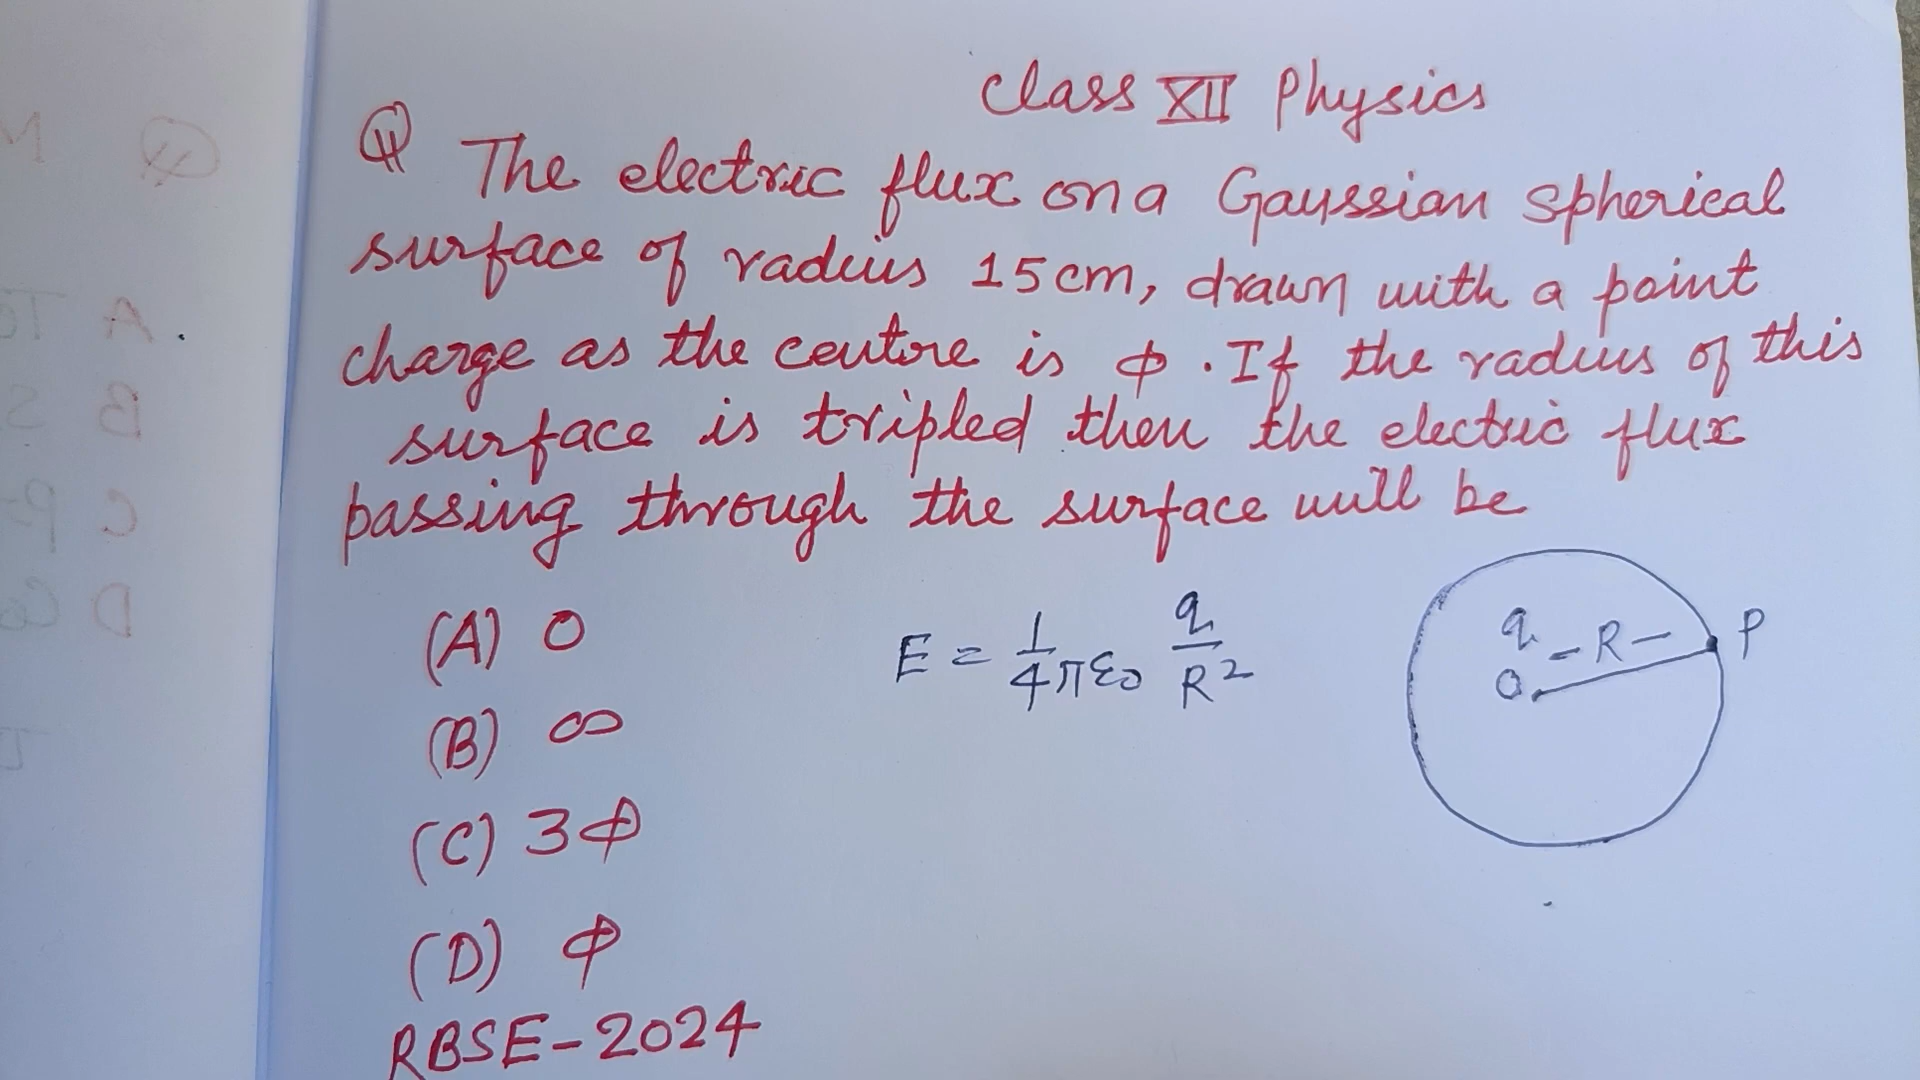 Class XII Physics
Q The electric flux on a Gaussian spherical
surface of radius 15cm, drawn with a point
charge as the centre is φ. If the radius of this
surface is tripled then the electric flux
passing through the surface will be
(A) 0
(B) ∞
(C) 3φ
(D) φ
RBSE-2024
E = 1/4πε0 q/R²
q
O
-R-
P